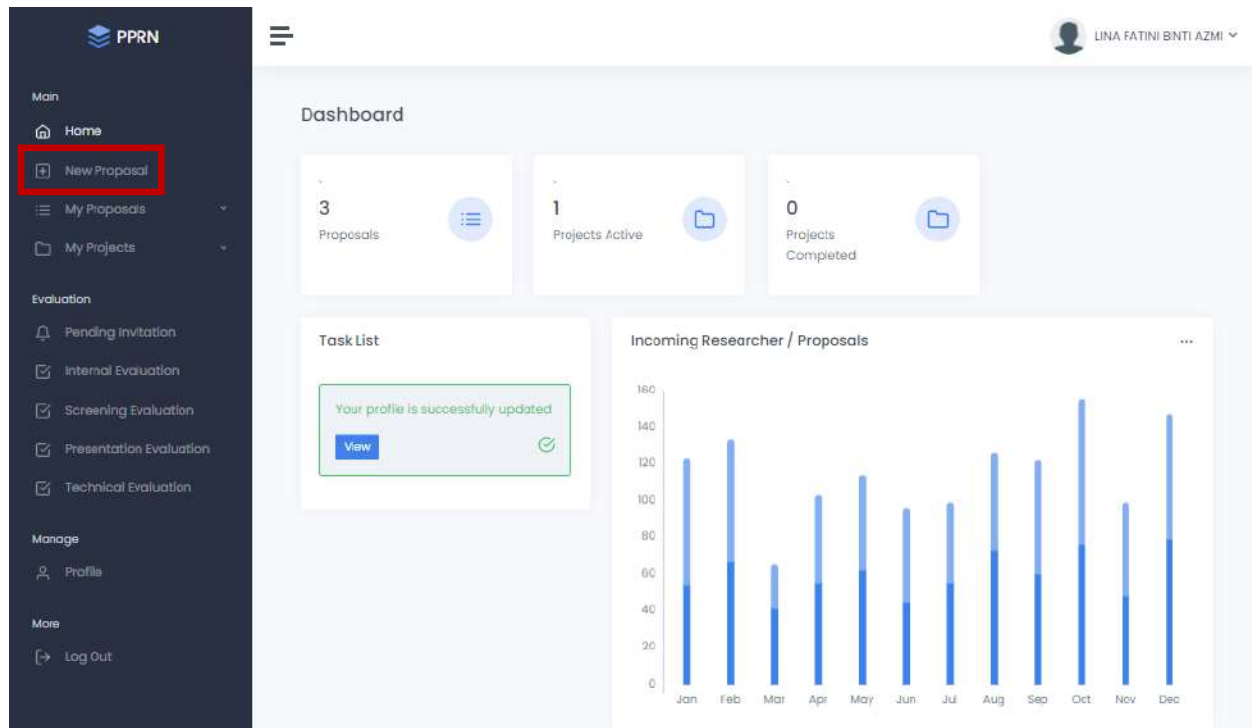 PPRN
LINA FATINI BINTI AZMI
Main
Home
New Proposal
My Proposals
My Projects
Evaluation
Pending Invitation
Internal Evaluation
Screening Evaluation
Presentation Evaluation
Technical Evaluation
Manage
Profile
More
Log Out
Dashboard
3
Proposals
1
Projects Active
0
Projects
Completed
Task List
Your profile is successfully updated
View
Incoming Researcher / Proposals
...
160
140
120
100
80
60
40
20
0
Jan Feb Mar Apr May Jun Jul Aug Sep Oct Nov Dec